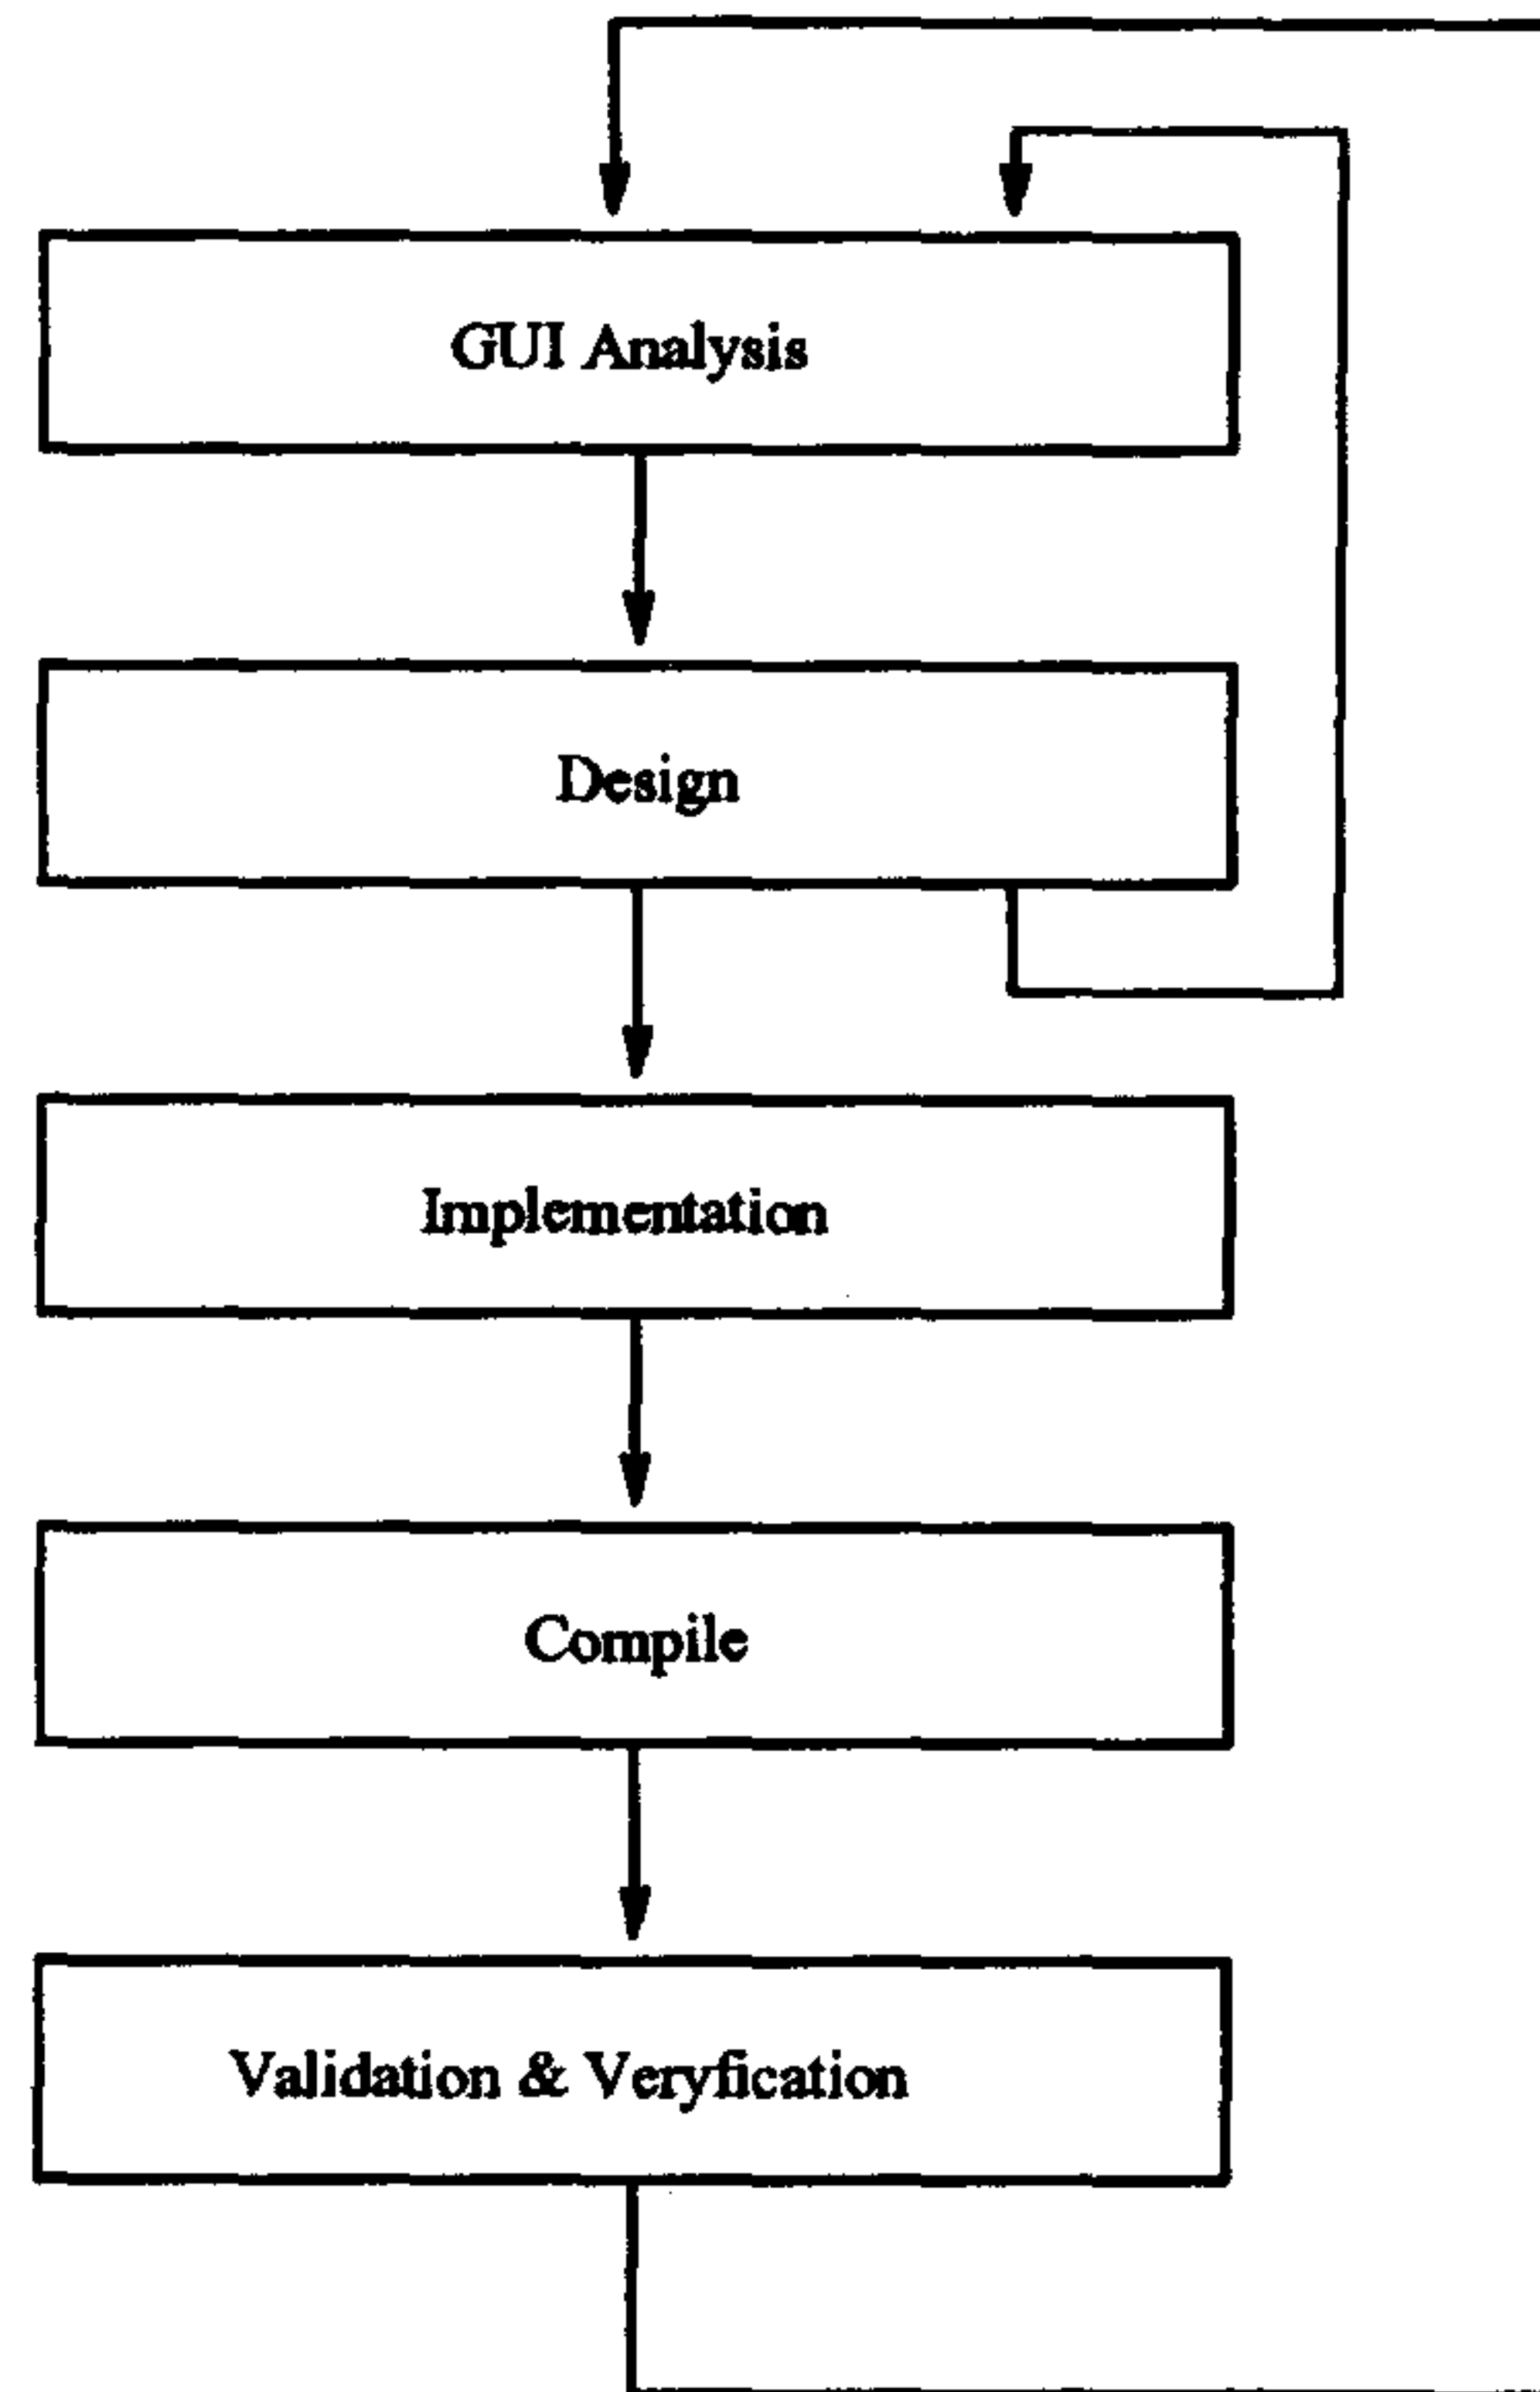 GUI Analysis
Design
Implementation
Compile
Validation & Veryfication